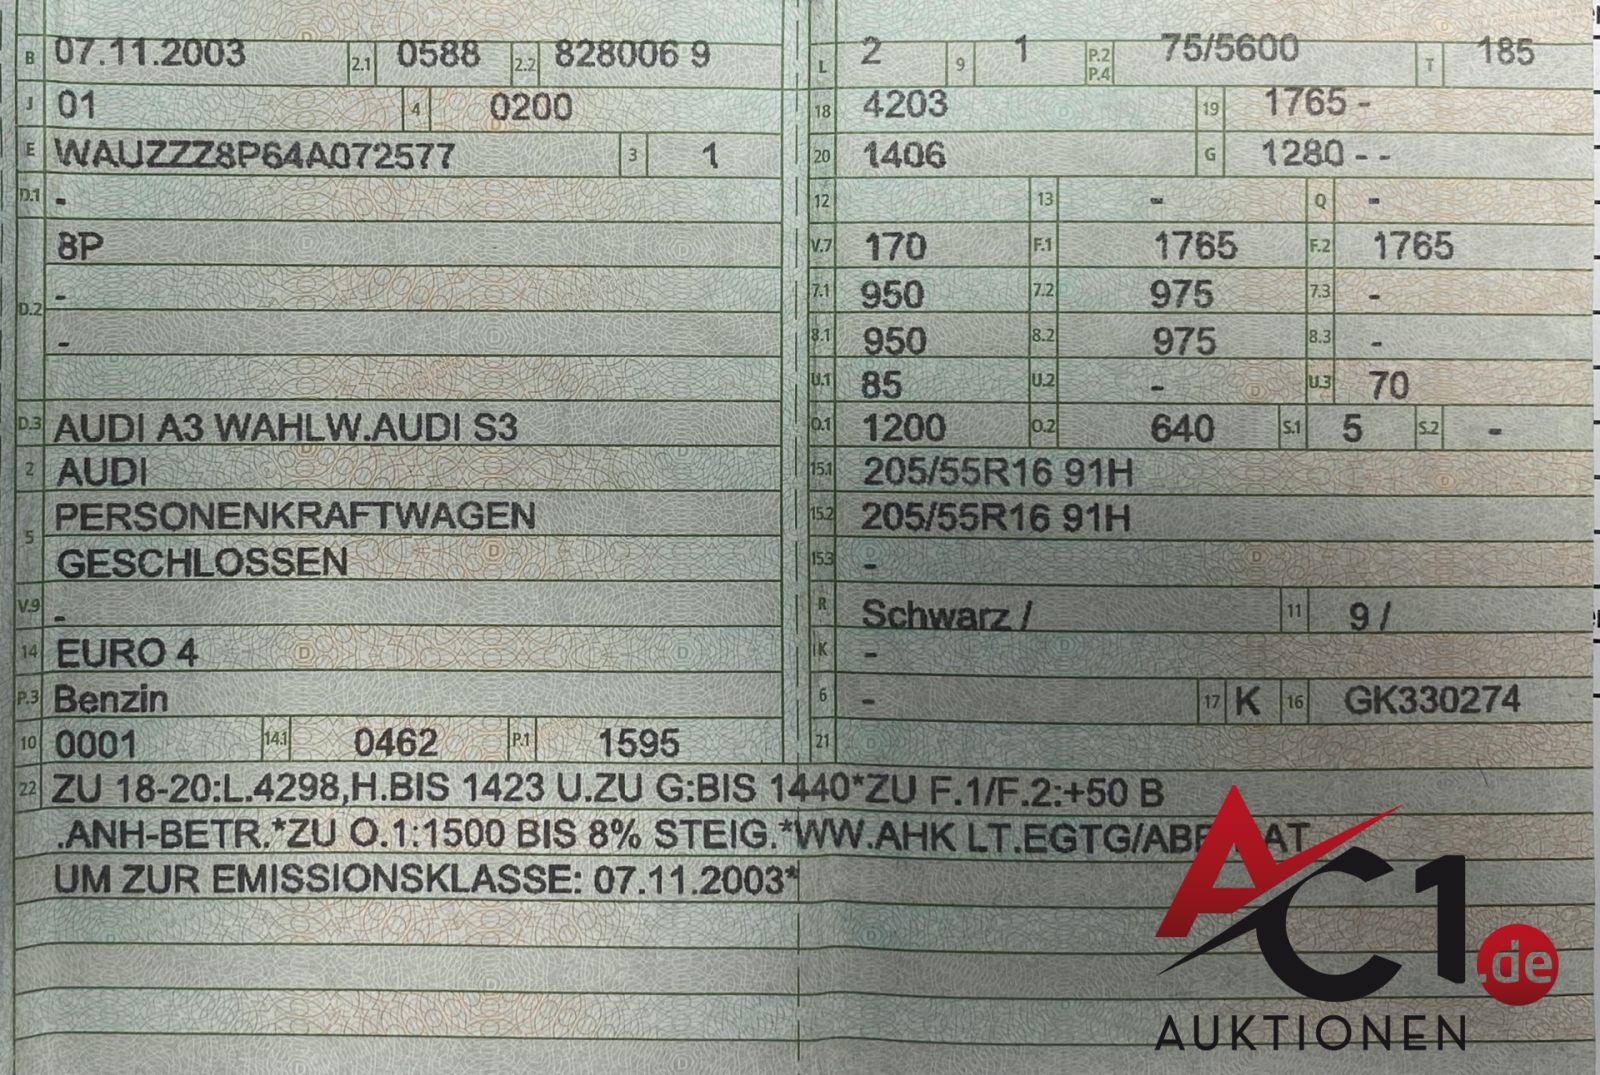 B 07.11.2003 2.1 0588 2.2 828006 9
J 01 4 0200
E WAUZZZ8P64A072577 3 1
D.1 -
8P
D.2 -
-
D.3 AUDI A3 WAHLW.AUDI S3
2 AUDI
5 PERSONENKRAFTWAGEN
GESCHLOSSEN
V.9 -
14 EURO 4
P.3 Benzin
10 0001 14.1 0462 P.1 1595
L 2 9 1 P.2 P.4 75/5600 T 185
18 4203 19 1765 -
20 1406 G 1280 - -
12 13 - Q -
V.7 170 F.1 1765 F.2 1765
7.1 950 7.2 975 7.3 -
8.1 950 8.2 975 8.3 -
U.1 85 U.2 - U.3 70
O.1 1200 O.2 640 S.1 5 S.2 -
15.1 205/55R16 91H
15.2 205/55R16 91H
15.3 -
R Schwarz / 11 9 /
K -
6 - 17 K 16 GK330274
21
22 ZU 18-20:L.4298,H.BIS 1423 U.ZU G:BIS 1440*ZU F.1/F.2:+50 B
.ANH-BETR.*ZU O.1:1500 BIS 8% STEIG.*WW.AHK LT.EGTG/ABE AT
UM ZUR EMISSIONSKLASSE: 07.11.2003*
AC1.de
AUKTIONEN